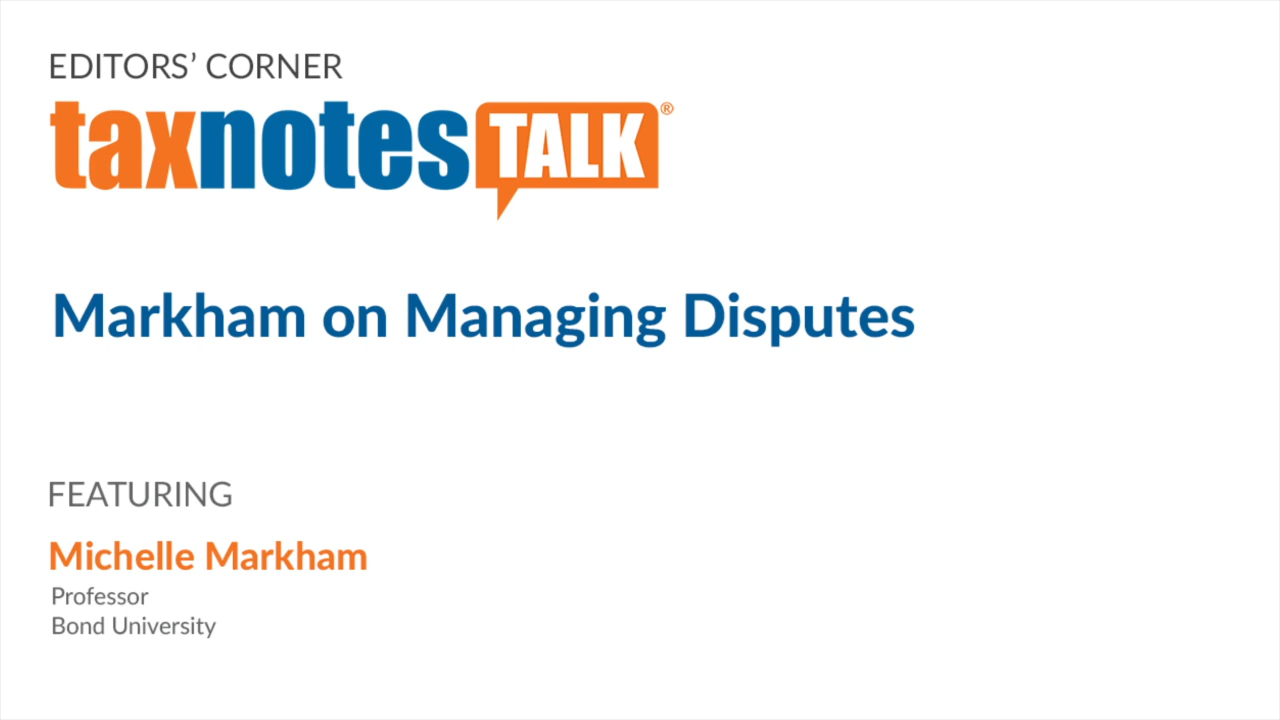 EDITORS’ CORNER
taxnotes TALK®
Markham on Managing Disputes
FEATURING
Michelle Markham
Professor
Bond University